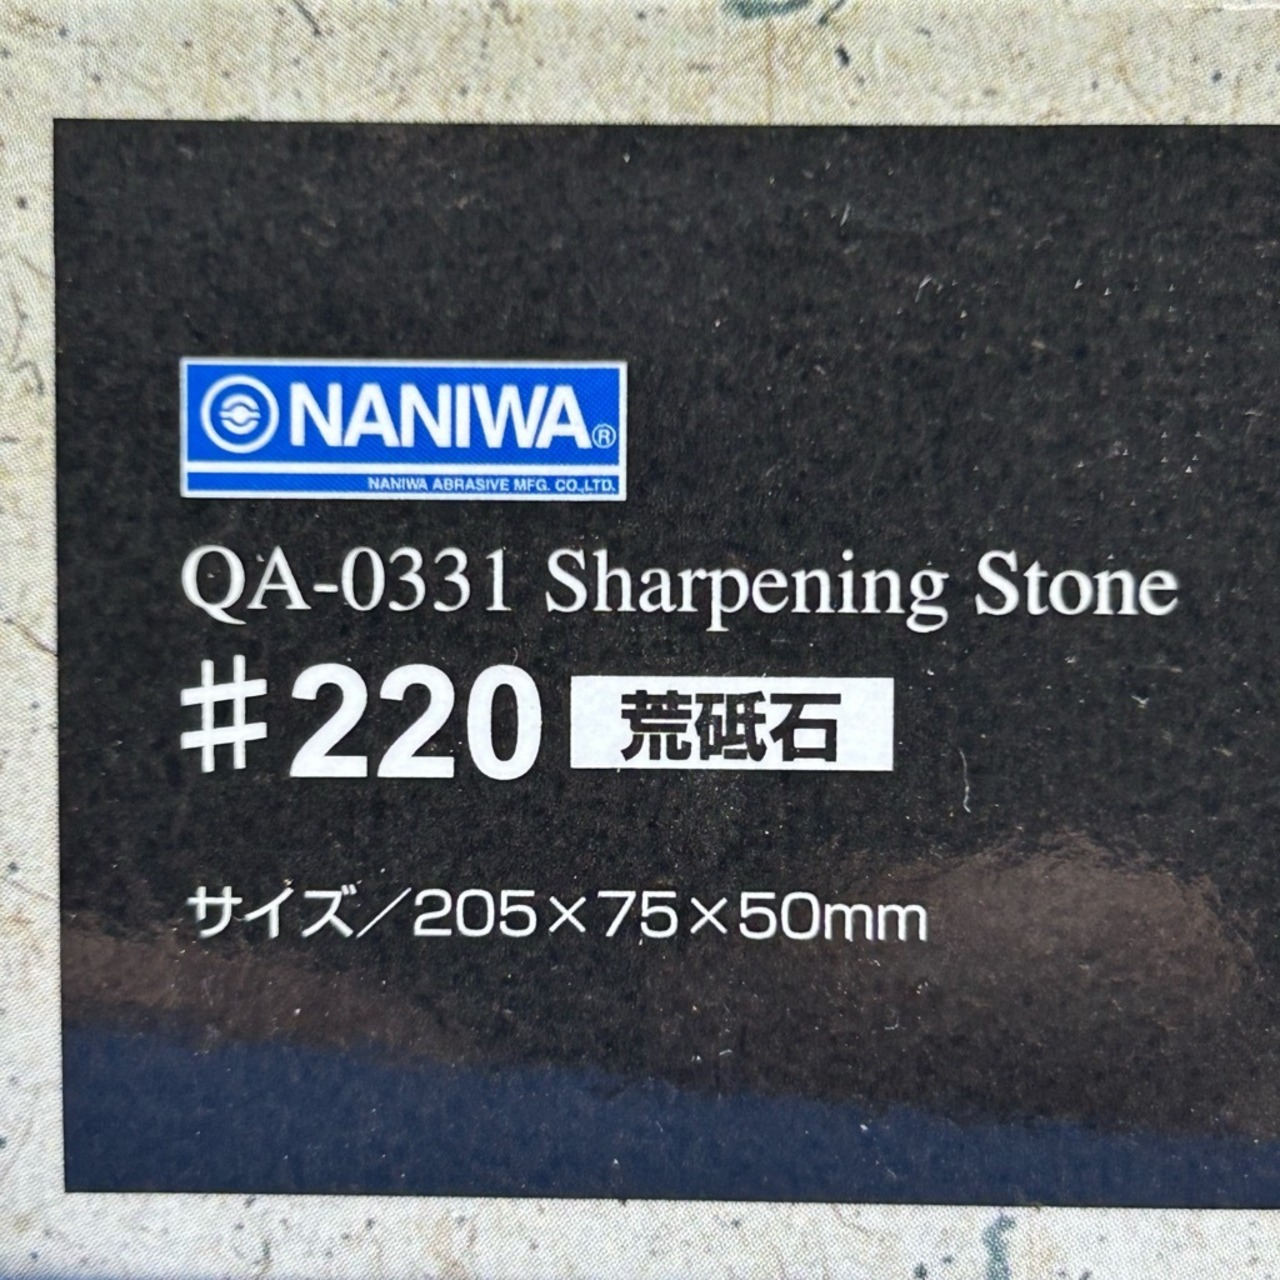 NANIWA®
NANIWA ABRASIVE MFG. CO.,LTD.
QA-0331 Sharpening Stone
#220 荒砥石
サイズ/205×75×50mm